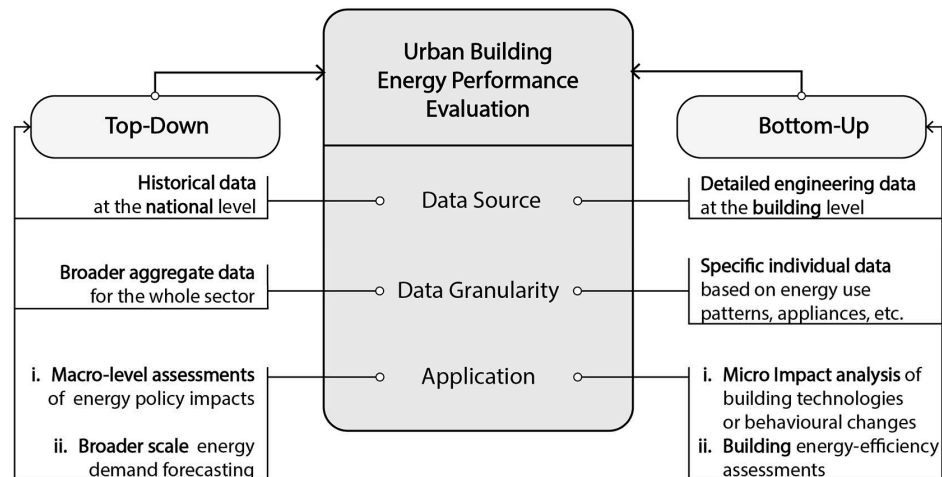 Urban Building
Energy Performance
Evaluation
Top-Down
Bottom-Up
Historical data
at the national level
Data Source
Detailed engineering data
at the building level
Broader aggregate data
for the whole sector
Data Granularity
Specific individual data
based on energy use
patterns, appliances, etc.
i. Macro-level assessments
of energy policy impacts
ii. Broader scale energy
demand forecasting
Application
i. Micro Impact analysis of
building technologies
or behavioural changes
ii. Building energy-efficiency
assessments